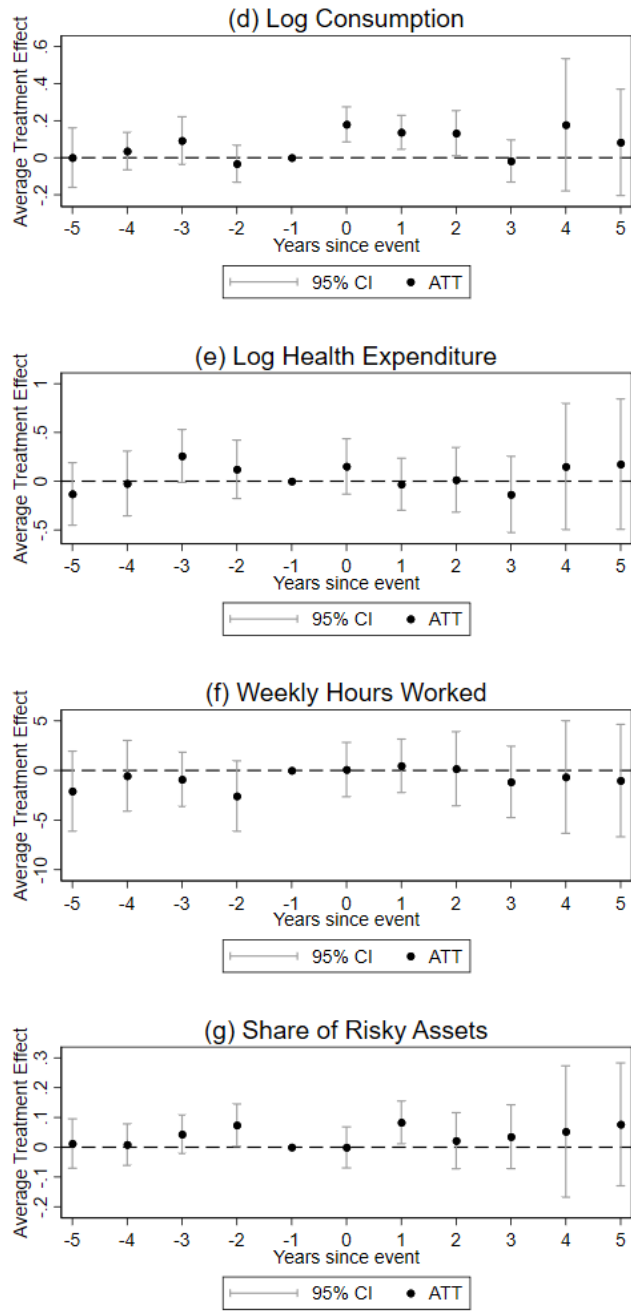 (d) Log Consumption
Average Treatment Effect
.6
.4
.2
0
-.2
-5 -4 -3 -2 -1 0 1 2 3 4 5
Years since event
95% CI ATT
(e) Log Health Expenditure
Average Treatment Effect
1
.5
0
-.5
-5 -4 -3 -2 -1 0 1 2 3 4 5
Years since event
95% CI ATT
(f) Weekly Hours Worked
Average Treatment Effect
5
0
-5
-10
-5 -4 -3 -2 -1 0 1 2 3 4 5
Years since event
95% CI ATT
(g) Share of Risky Assets
Average Treatment Effect
.3
.2
.1
0
-.1
-.2
-5 -4 -3 -2 -1 0 1 2 3 4 5
Years since event
95% CI ATT